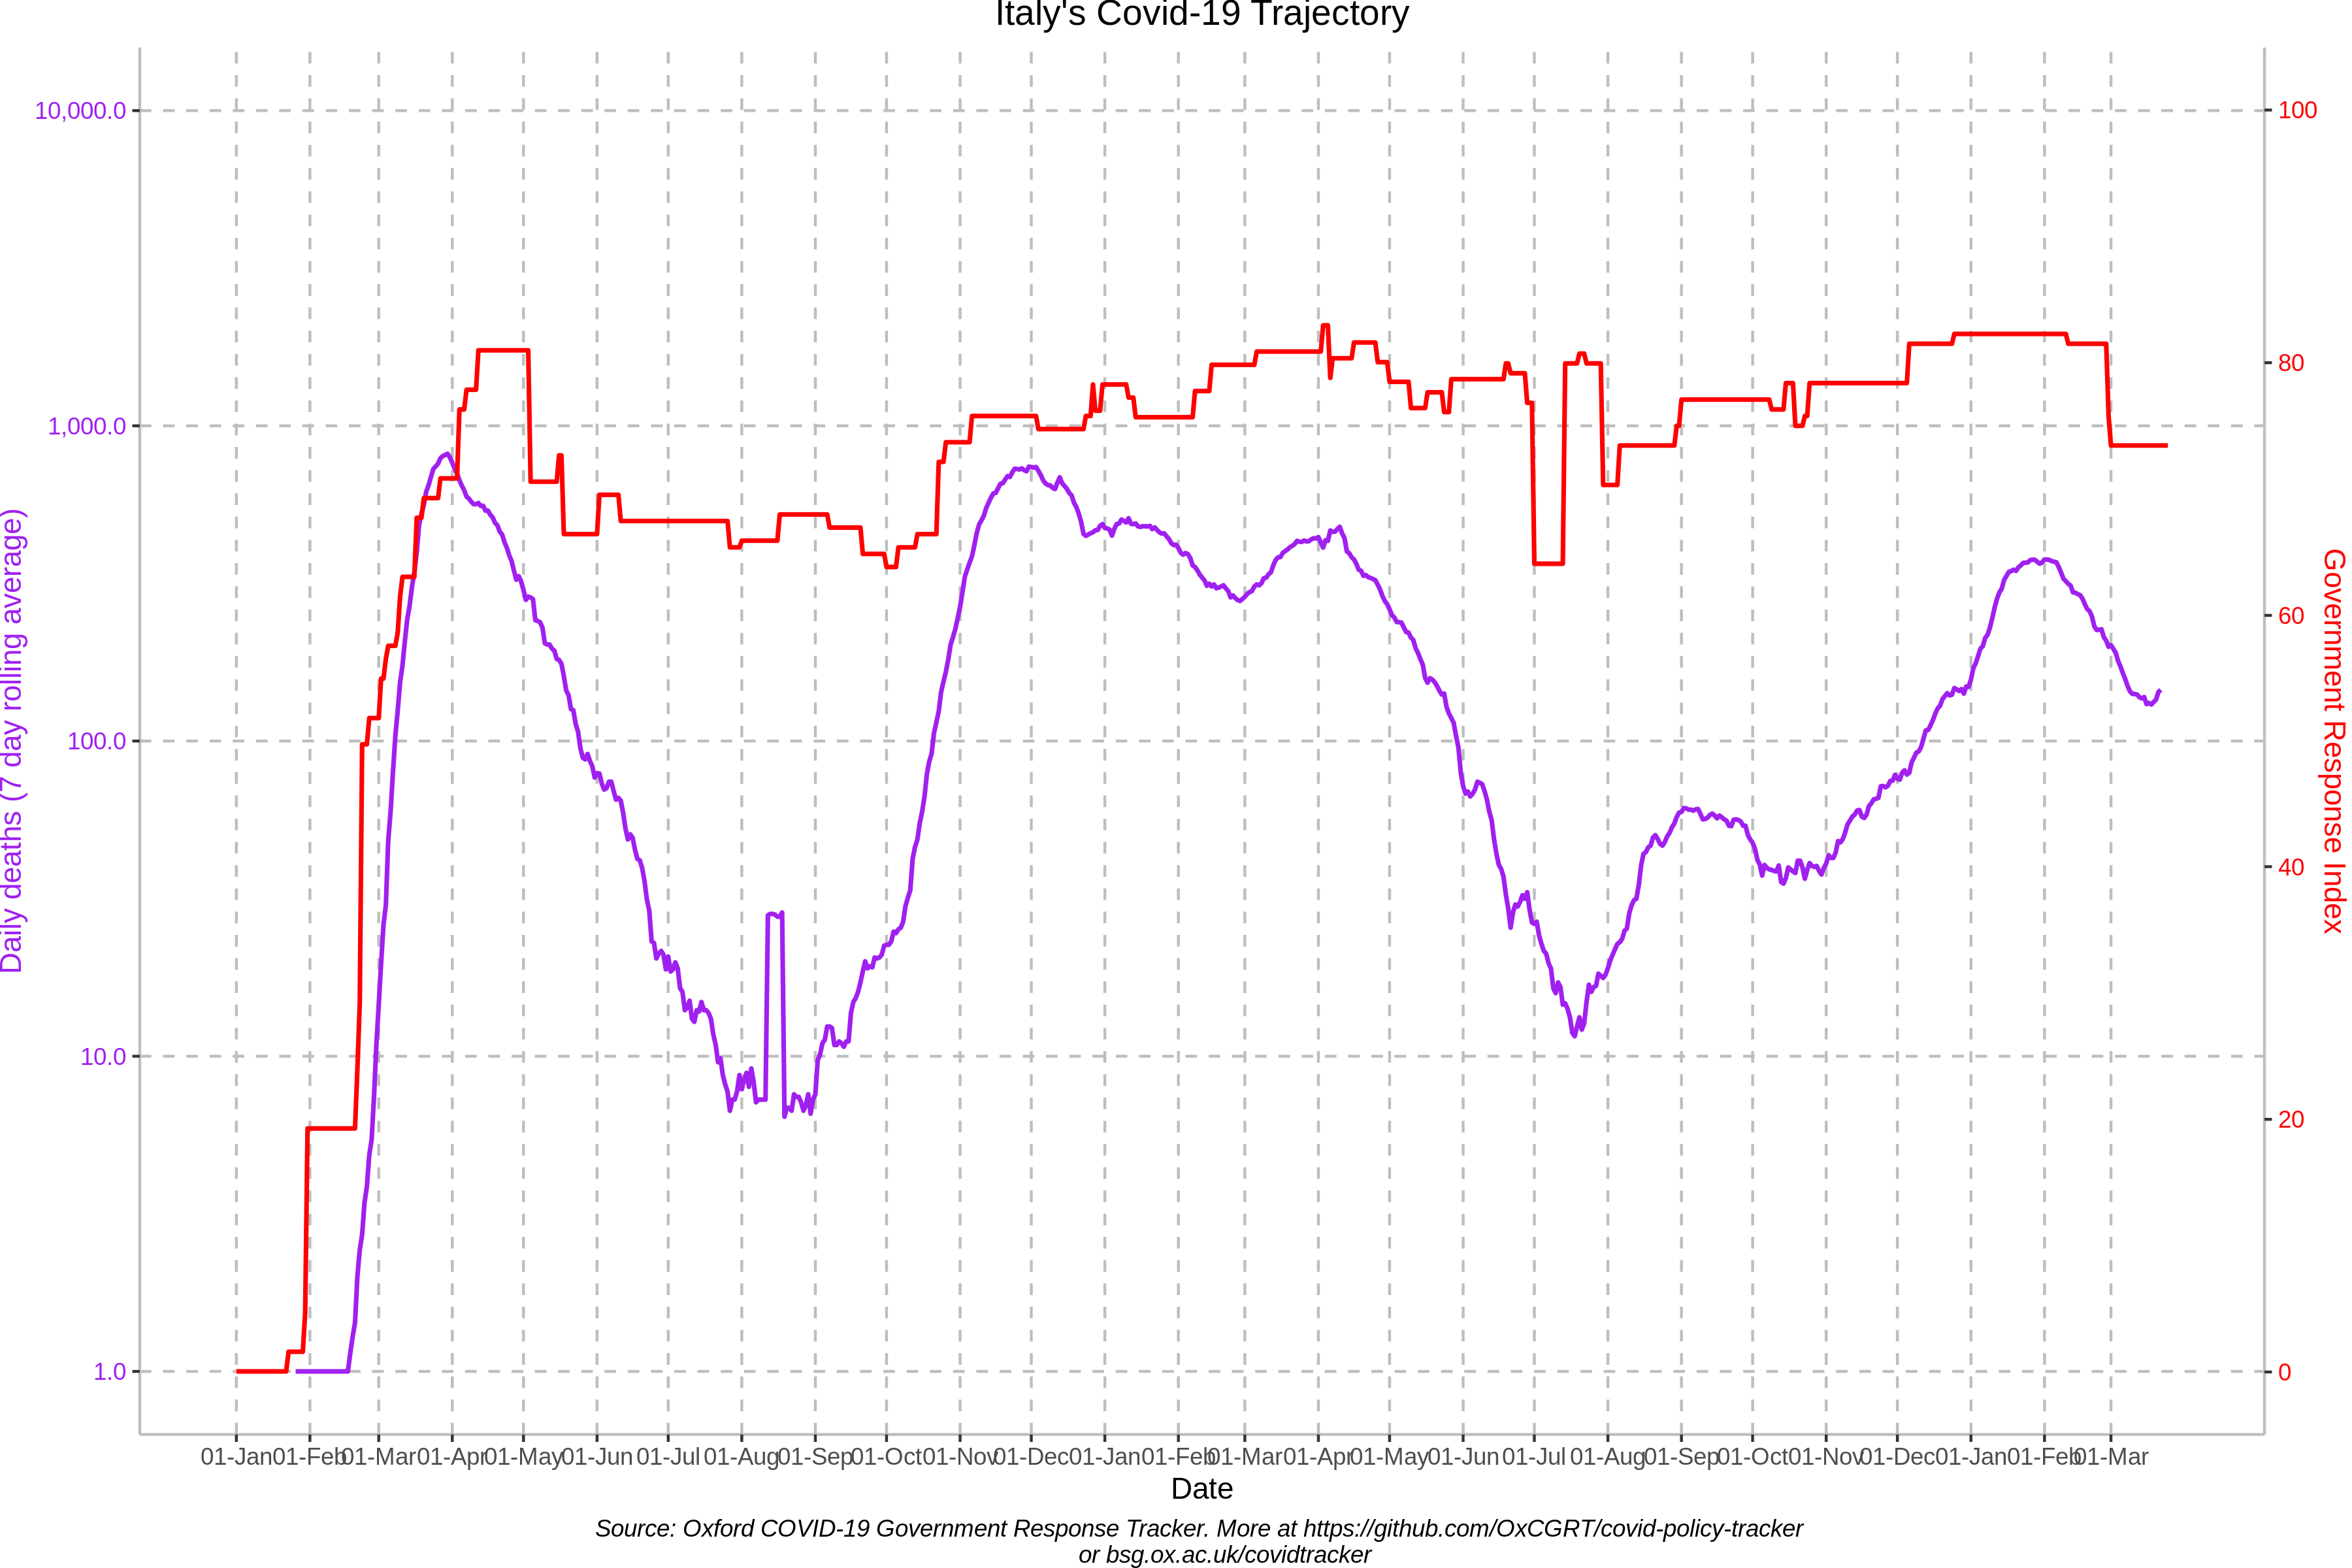 Italy's Covid-19 Trajectory
10,000.0
1,000.0
100.0
10.0
1.0
Daily deaths (7 day rolling average)
100
80
60
40
20
0
Government Response Index
01-Jan 01-Feb 01-Mar 01-Apr 01-May 01-Jun 01-Jul 01-Aug 01-Sep 01-Oct 01-Nov 01-Dec 01-Jan 01-Feb 01-Mar 01-Apr 01-May 01-Jun 01-Jul 01-Aug 01-Sep 01-Oct 01-Nov 01-Dec 01-Jan 01-Feb 01-Mar
Date
Source: Oxford COVID-19 Government Response Tracker. More at https://github.com/OxCGRT/covid-policy-tracker
or bsg.ox.ac.uk/covidtracker